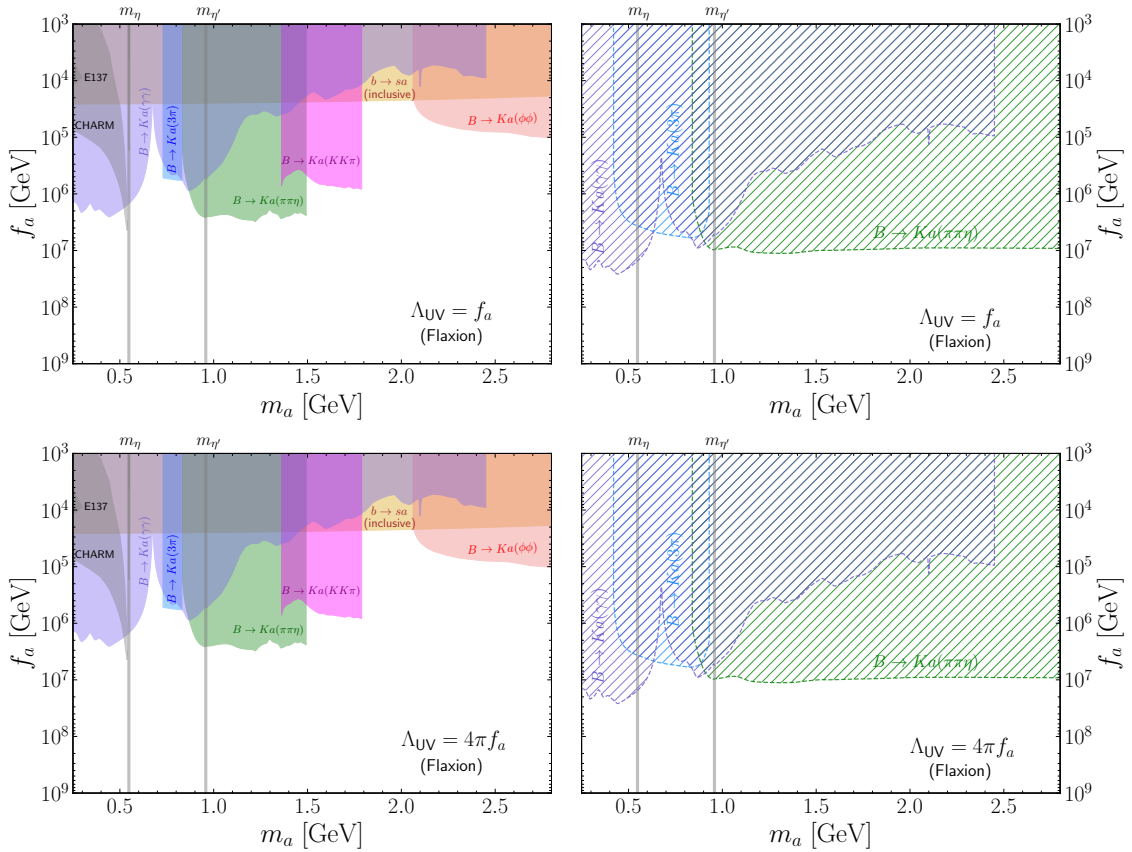 m_η m_η′
10^3
10^4
10^5
10^6
10^7
10^8
10^9
f_a [GeV]
E137
CHARM
B → Ka(γγ)
B → Ka(3π)
B → Ka(ππη)
B → Ka(KKπ)
b → sa
(inclusive)
B → Ka(φφ)
Λ_UV = f_a
(Flaxion)
0.5 1.0 1.5 2.0 2.5
m_a [GeV]
m_η m_η′
B → Ka(γγ)
B → Ka(3π)
B → Ka(ππη)
Λ_UV = f_a
(Flaxion)
10^3
10^4
10^5
10^6
10^7
10^8
10^9
f_a [GeV]
0.5 1.0 1.5 2.0 2.5
m_a [GeV]
m_η m_η′
10^3
10^4
10^5
10^6
10^7
10^8
10^9
f_a [GeV]
E137
CHARM
B → Ka(γγ)
B → Ka(3π)
B → Ka(ππη)
B → Ka(KKπ)
b → sa
(inclusive)
B → Ka(φφ)
Λ_UV = 4πf_a
(Flaxion)
0.5 1.0 1.5 2.0 2.5
m_a [GeV]
m_η m_η′
B → Ka(γγ)
B → Ka(3π)
B → Ka(ππη)
Λ_UV = 4πf_a
(Flaxion)
10^3
10^4
10^5
10^6
10^7
10^8
10^9
f_a [GeV]
0.5 1.0 1.5 2.0 2.5
m_a [GeV]